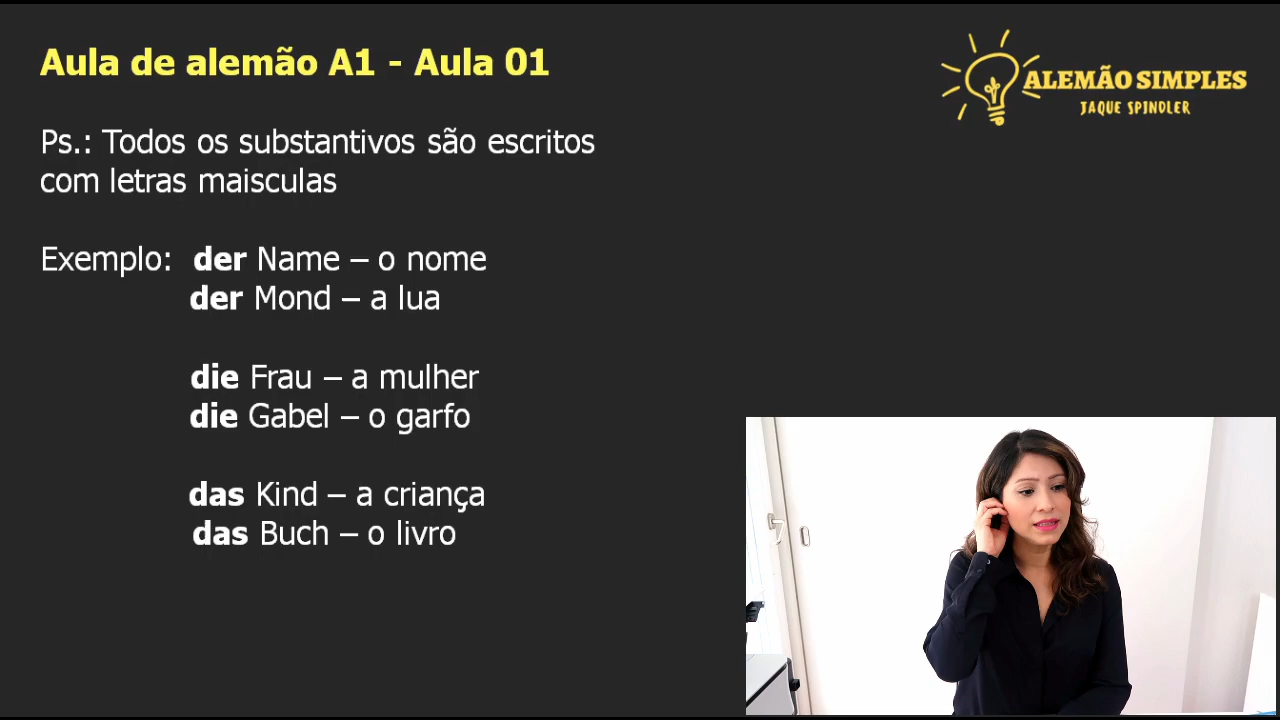 Aula de alemão A1 - Aula 01
ALEMÃO SIMPLES
JAQUE SPINDLER
Ps.: Todos os substantivos são escritos
com letras maisculas
Exemplo: der Name – o nome
der Mond – a lua
die Frau – a mulher
die Gabel – o garfo
das Kind – a criança
das Buch – o livro